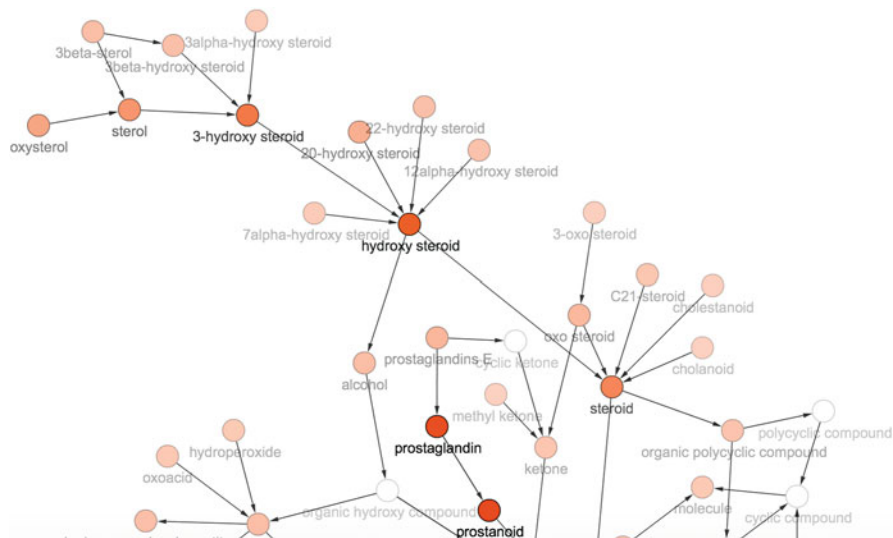 3alpha-hydroxy steroid
3beta-sterol
3beta-hydroxy steroid
sterol
3-hydroxy steroid
oxysterol
22-hydroxy steroid
20-hydroxy steroid
12alpha-hydroxy steroid
7alpha-hydroxy steroid
hydroxy steroid
3-oxo steroid
C21-steroid
cholestanoid
oxo steroid
prostaglandins E
cyclic ketone
cholanoid
alcohol
steroid
methyl ketone
polycyclic compound
prostaglandin
organic polycyclic compound
hydroperoxide
ketone
oxoacid
organic hydroxy compound
molecule
cyclic compound
prostanoid